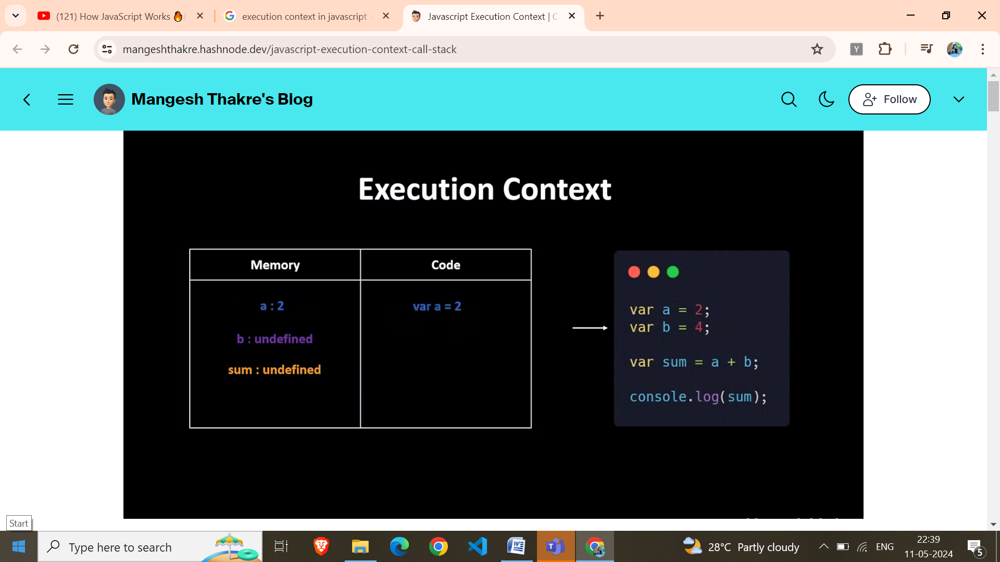 (121) How JavaScript Works 🔥
execution context in javascript -
Javascript Execution Context | C
mangeshthakre.hashnode.dev/javascript-execution-context-call-stack
Y
Mangesh Thakre's Blog
Follow
Execution Context
Memory
Code
a : 2
var a = 2
b : undefined
sum : undefined
var a = 2;
var b = 4;
var sum = a + b;
console.log(sum);
Start
Type here to search
28°C Partly cloudy
ENG
22:39
11-05-2024
5